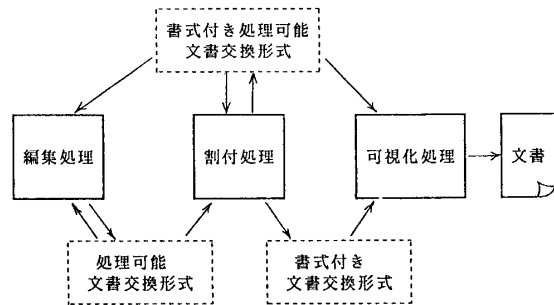 書式付き処理可能
文書交換形式
編集処理
割付処理
可視化処理
文書
処理可能
文書交換形式
書式付き
文書交換形式